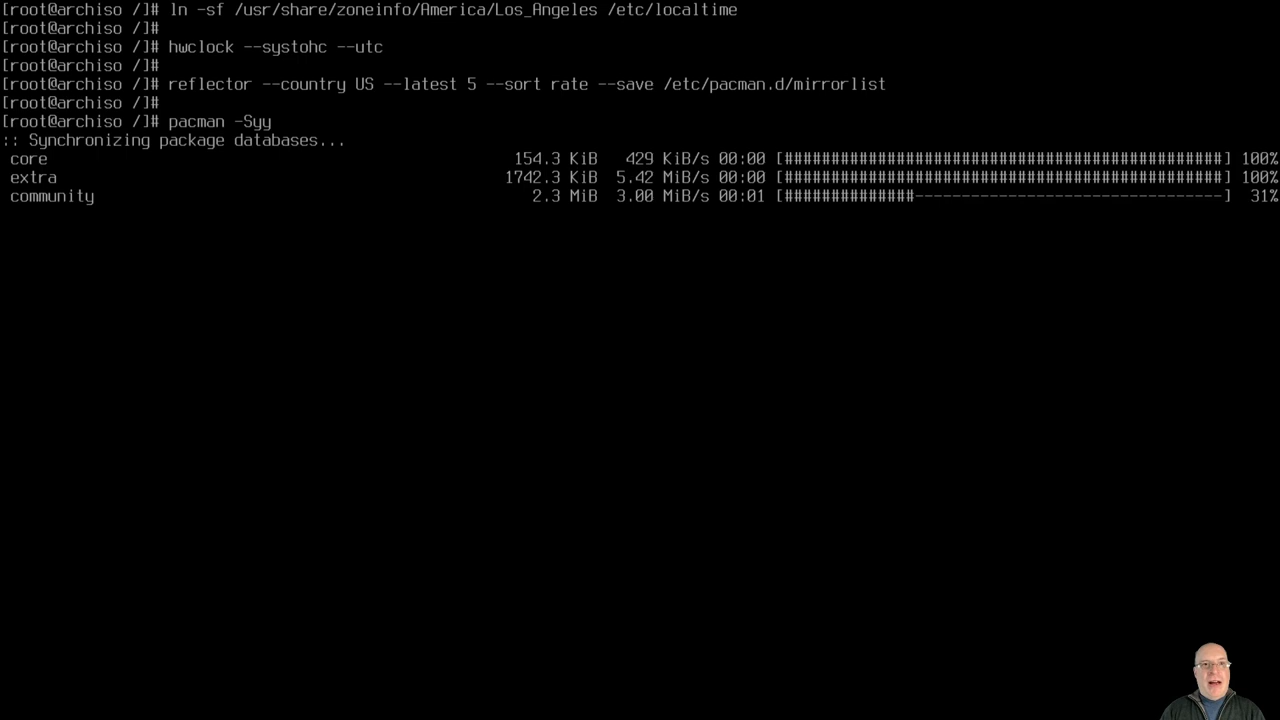 [root@archiso /]# ln -sf /usr/share/zoneinfo/America/Los_Angeles /etc/localtime
[root@archiso /]#
[root@archiso /]# hwclock --systohc --utc
[root@archiso /]#
[root@archiso /]# reflector --country US --latest 5 --sort rate --save /etc/pacman.d/mirrorlist
[root@archiso /]#
[root@archiso /]# pacman -Syy
:: Synchronizing package databases...
core 154.3 KiB 429 KiB/s 00:00 [###############################################] 100%
extra 1742.3 KiB 5.42 MiB/s 00:00 [###############################################] 100%
community 2.3 MiB 3.00 MiB/s 00:01 [##############---------------------------------] 31%